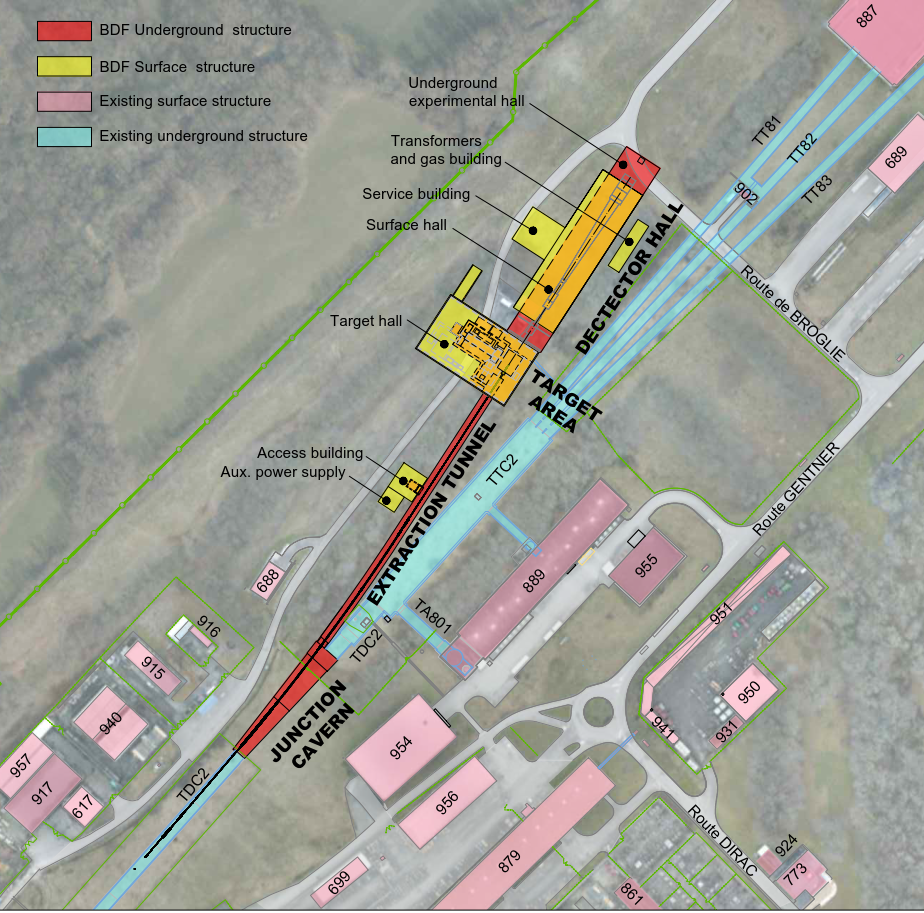 BDF Underground structure
BDF Surface structure
Existing surface structure
Existing underground structure
887
Underground
experimental hall
Transformers
and gas building
Service building
Surface hall
Target hall
TT81
TT82
TT83
902
689
DECTECTOR HALL
Route de BROGLIE
TARGET
AREA
Access building
Aux. power supply
EXTRACTION TUNNEL
TTC2
Route GENTNER
889
955
688
TA801
TDC2
951
916
915
940
957
917
617
JUNCTION
CAVERN
TDC2
954
956
950
941
931
699
879
861
Route DIRAC
924
773